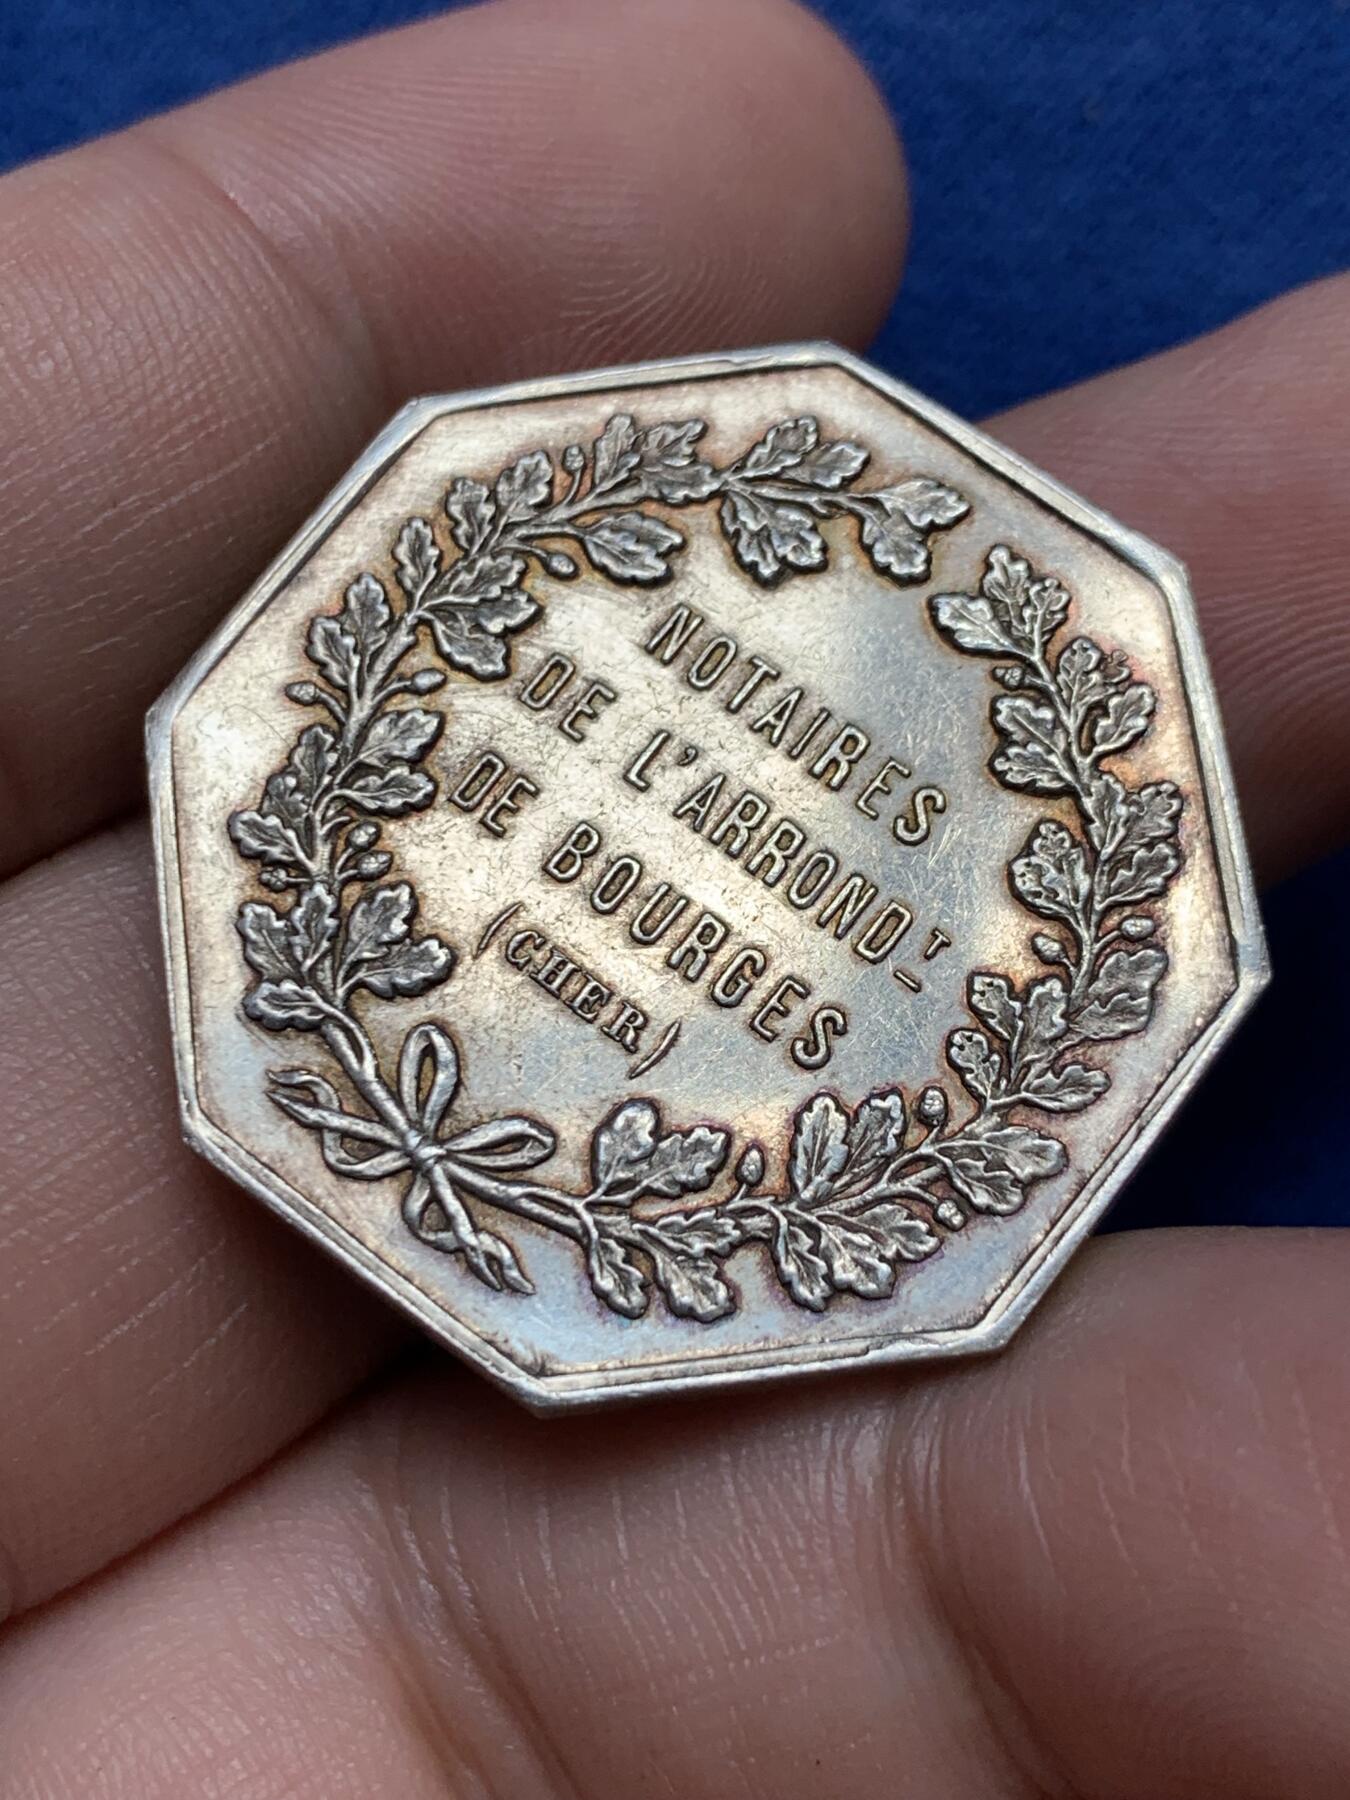 NOTAIRES
DE L'ARROND^T
DE BOURGES
(CHER)